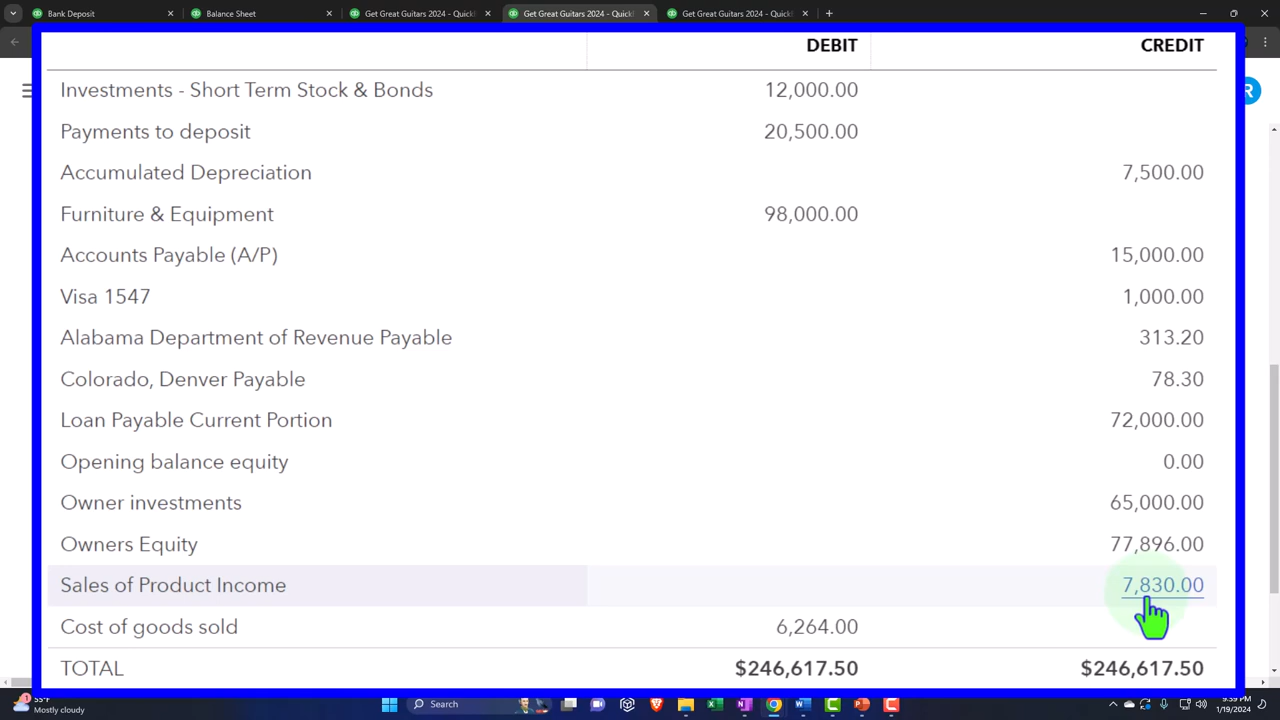 Bank Deposit
Balance Sheet
Get Great Guitars 2024 - Quick
Get Great Guitars 2024 - Quick
Get Great Guitars 2024 - Quick
DEBIT CREDIT
Investments - Short Term Stock & Bonds 12,000.00
Payments to deposit 20,500.00
Accumulated Depreciation 7,500.00
Furniture & Equipment 98,000.00
Accounts Payable (A/P) 15,000.00
Visa 1547 1,000.00
Alabama Department of Revenue Payable 313.20
Colorado, Denver Payable 78.30
Loan Payable Current Portion 72,000.00
Opening balance equity 0.00
Owner investments 65,000.00
Owners Equity 77,896.00
Sales of Product Income 7,830.00
Cost of goods sold 6,264.00
TOTAL $246,617.50 $246,617.50
Mostly cloudy
Search
1/19/2024